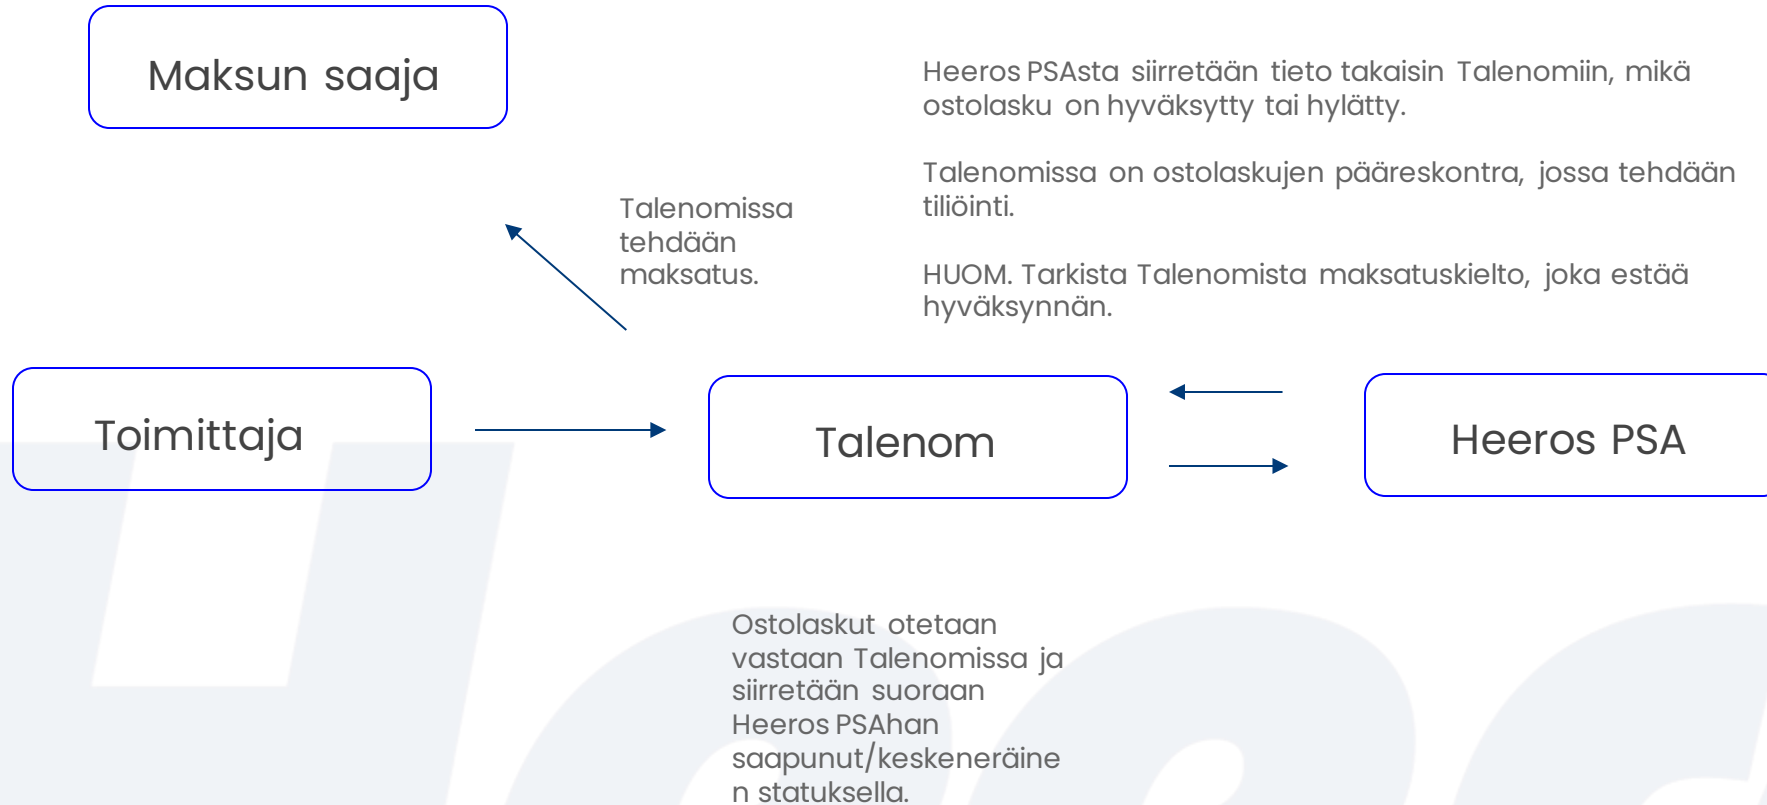 Maksun saaja
Heeros PSAsta siirretään tieto takaisin Talenomiin, mikä
ostolasku on hyväksytty tai hylätty.
Talenomissa on ostolaskujen pääreskontra, jossa tehdään
tiliöinti.
HUOM. Tarkista Talenomista maksatuskielto, joka estää
hyväksynnän.
Talenomissa
tehdään
maksatus.
Toimittaja
Talenom
Heeros PSA
Ostolaskut otetaan
vastaan Talenomissa ja
siirretään suoraan
Heeros PSAhan
saapunut/keskeneräine
n statuksella.